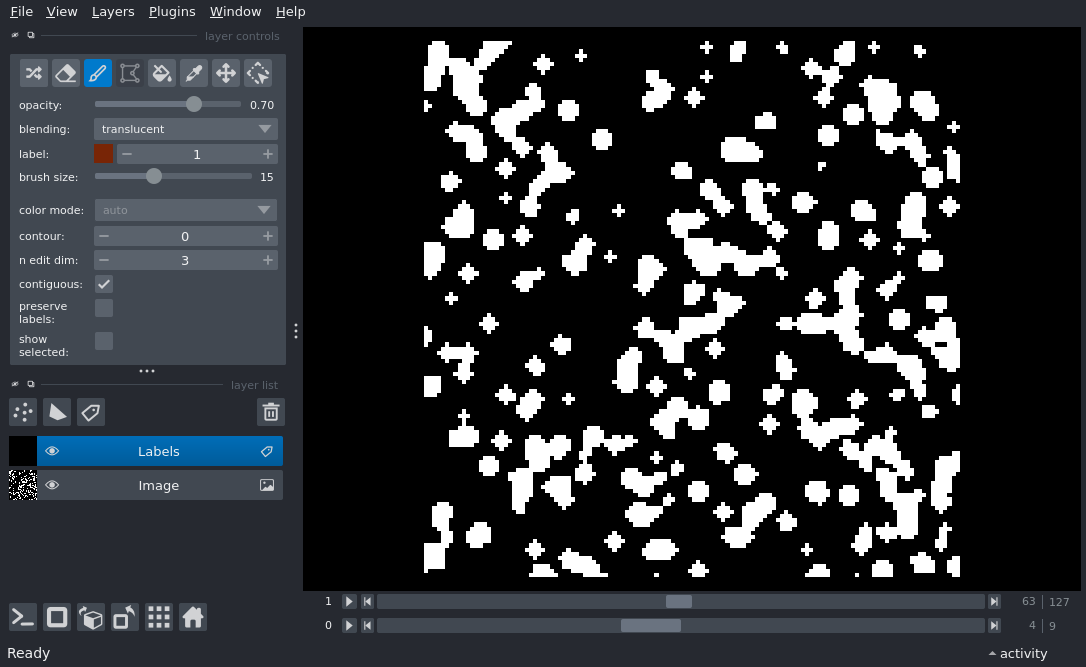 File View Layers Plugins Window Help
layer controls
opacity: 0.70
blending: translucent
label: 1
brush size: 15
color mode: auto
contour: 0
n edit dim: 3
contiguous:
preserve
labels:
show
selected:
layer list
Labels
Image
1 63 127
0 4 9
Ready activity